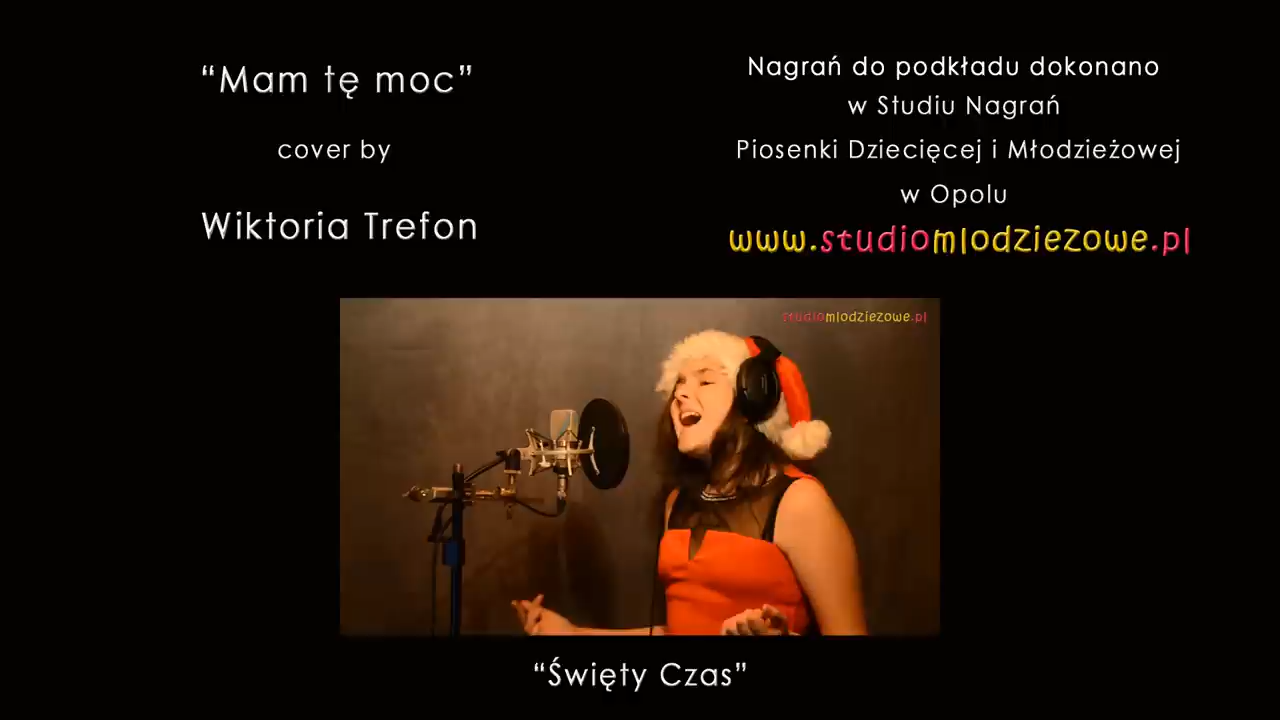 “Mam tę moc”
cover by
Wiktoria Trefon
Nagrań do podkładu dokonano
w Studiu Nagrań
Piosenki Dziecięcej i Młodzieżowej
w Opolu
www.studiomlodziezowe.pl
studiomlodziezowe.pl
“Święty Czas”